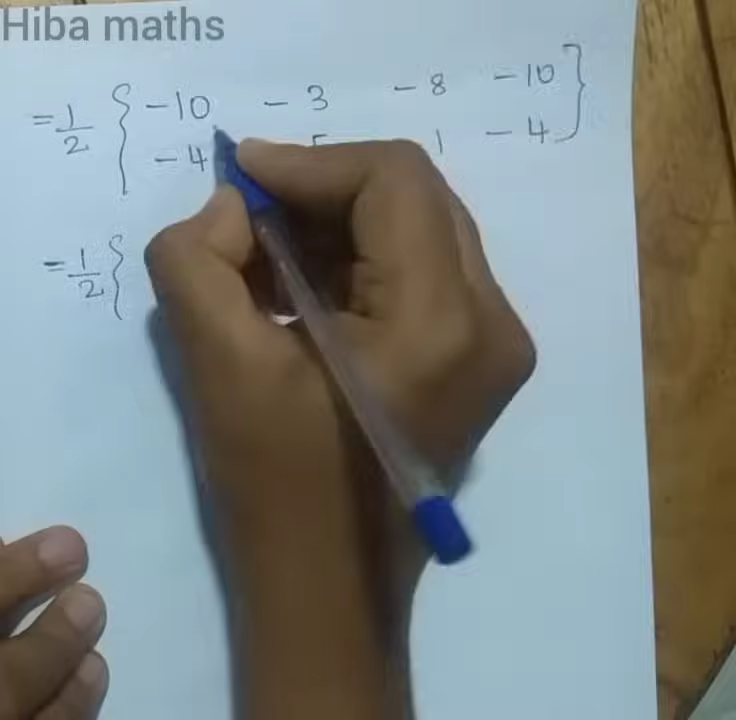 Hiba maths
= 1/2 { -10 -3 -8 -10 }
-4 1 -4
= 1/2 {